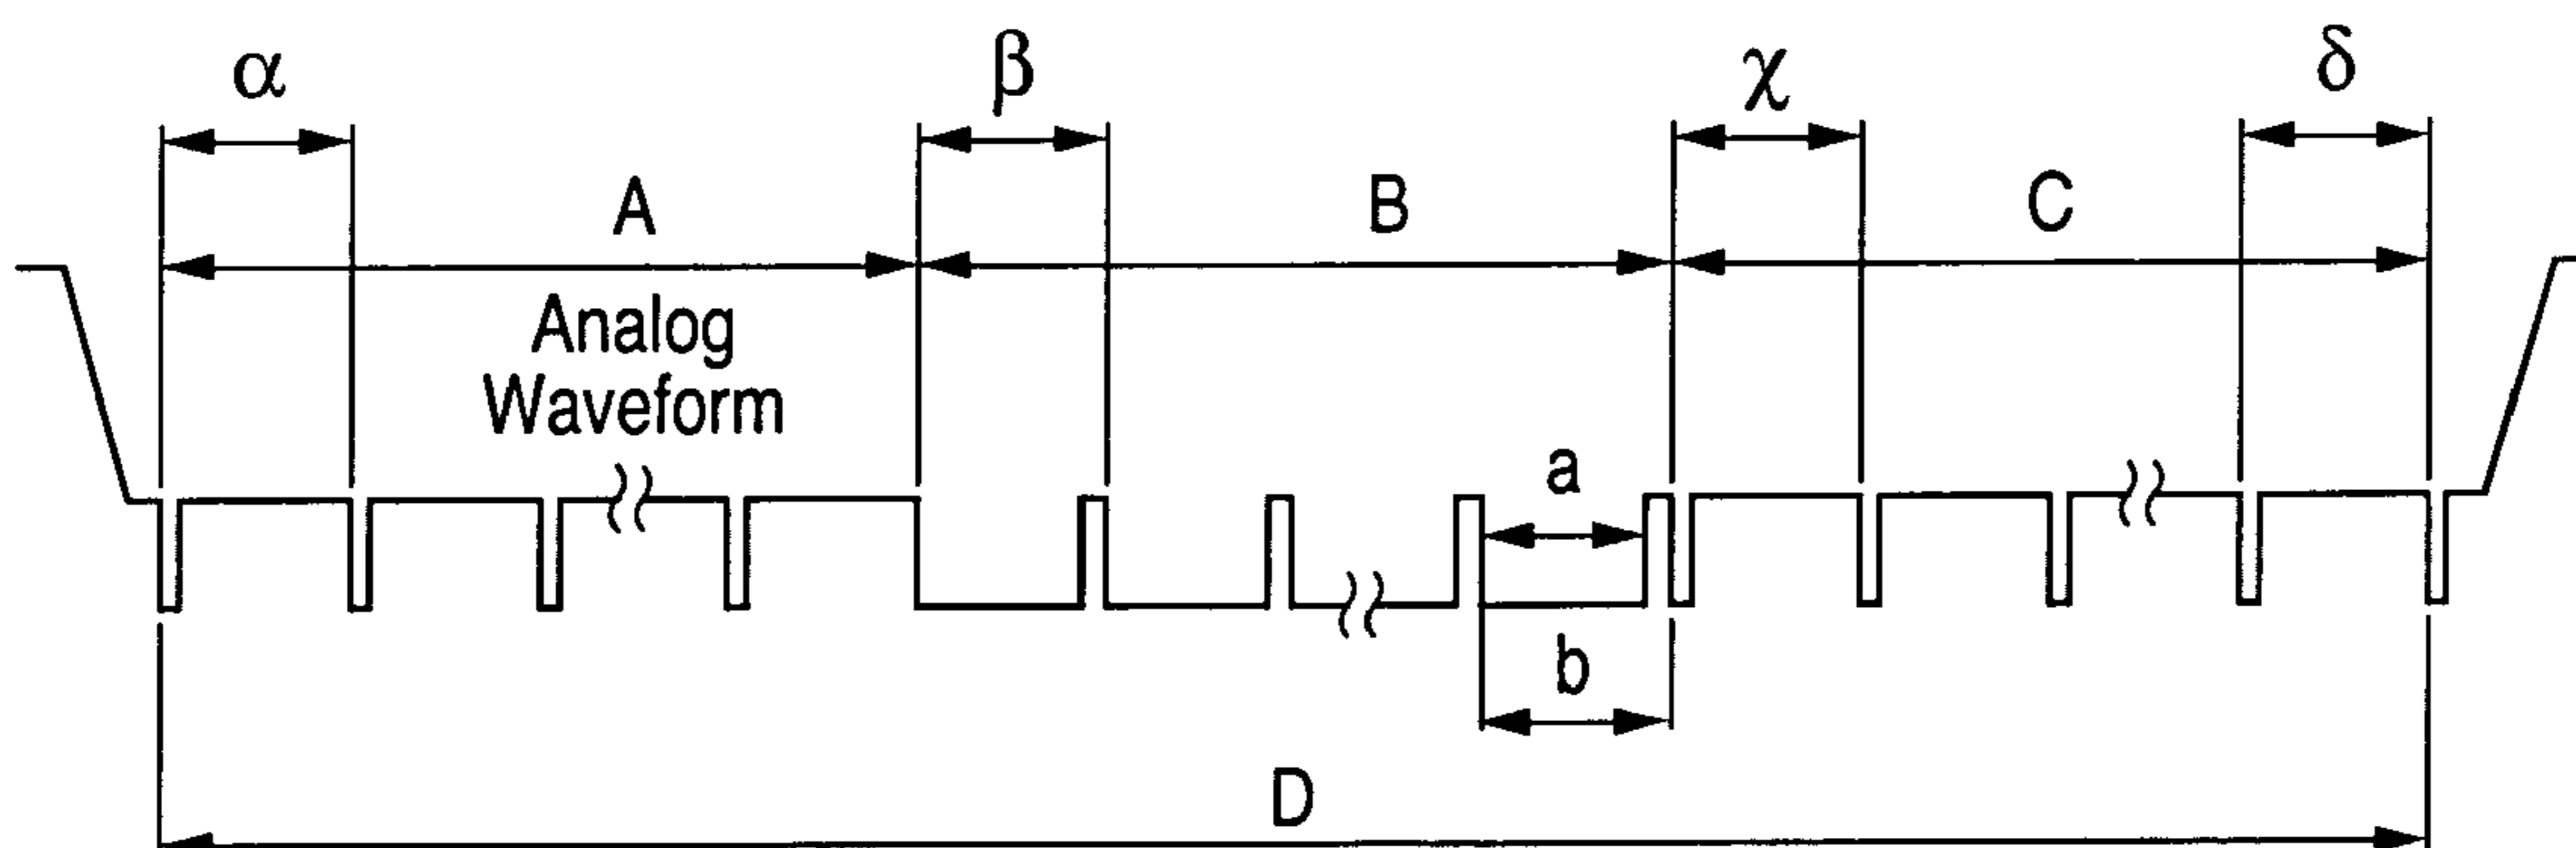 α β χ δ
A B C
Analog
Waveform
a
b
D